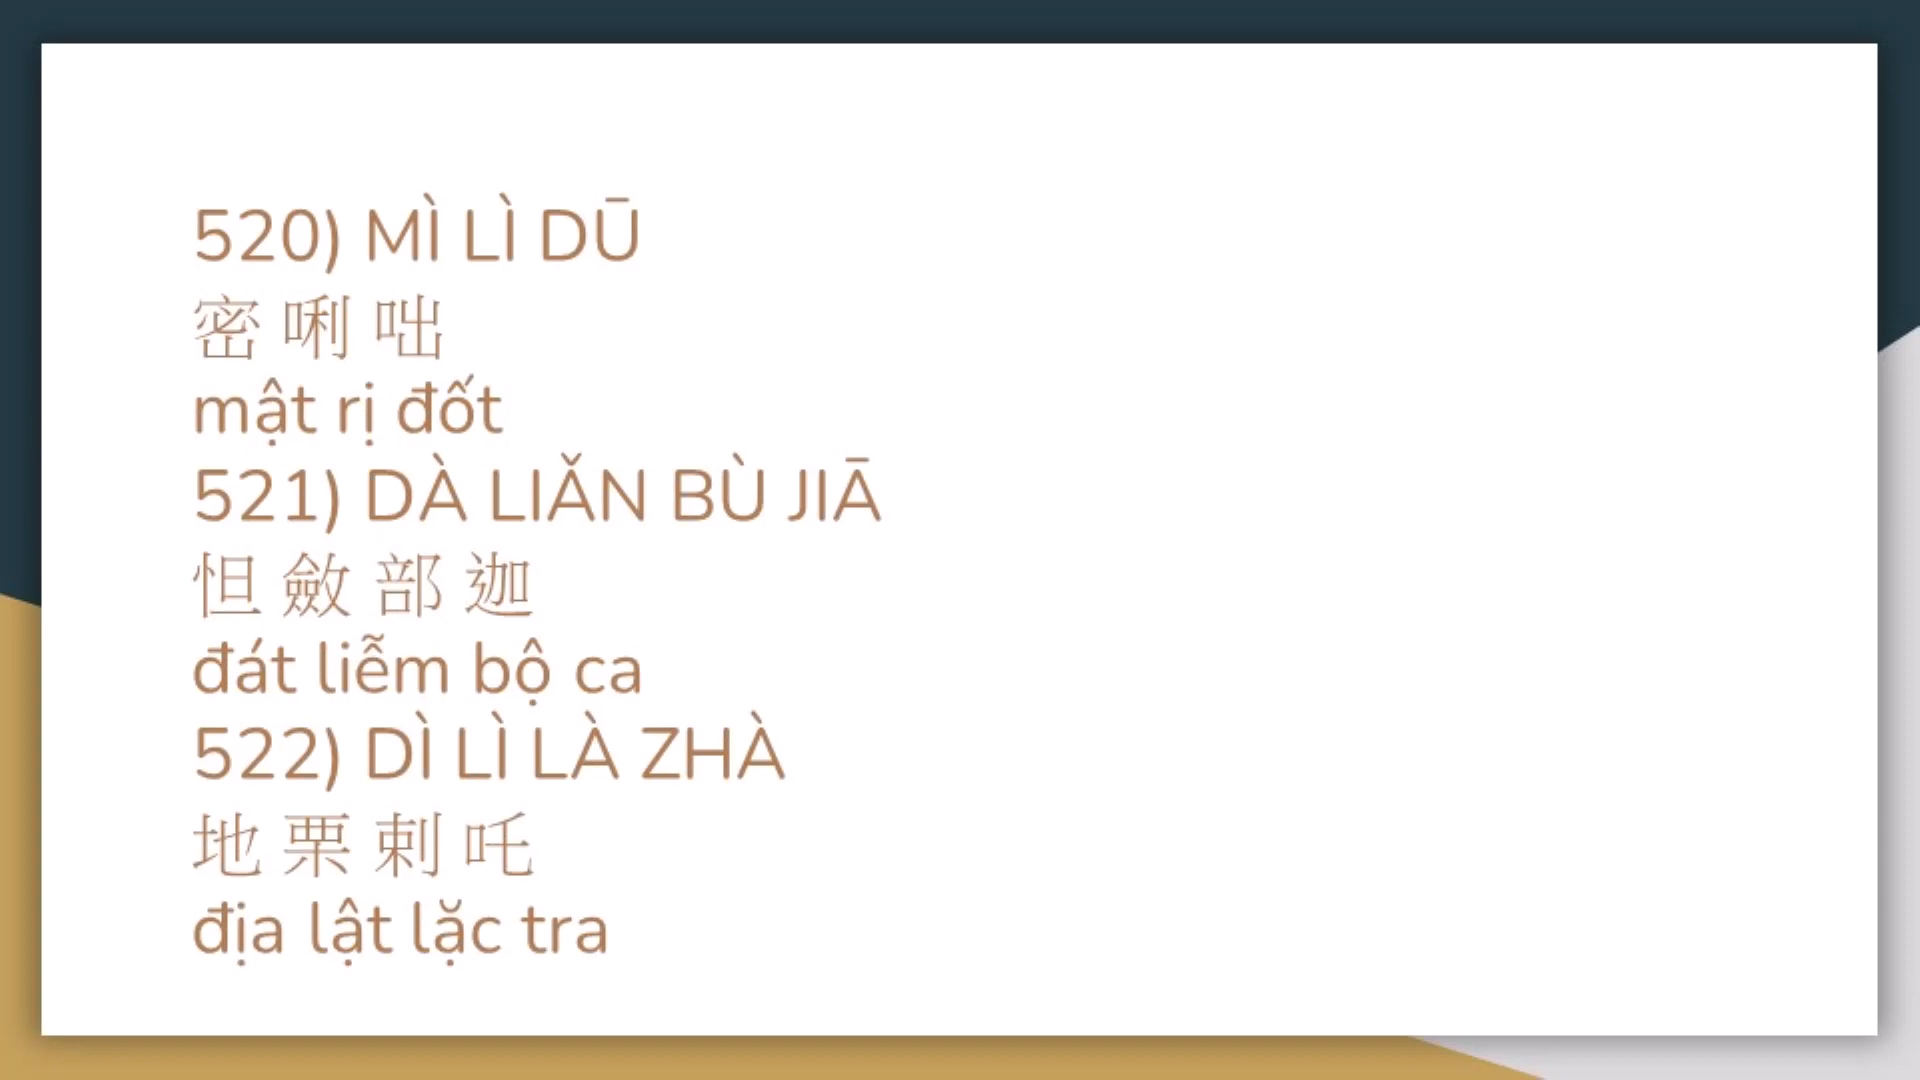 520) MÌ LÌ DŪ
密 唎 咄
mật rị đốt
521) DÀ LIǍN BÙ JIĀ
怛 斂 部 迦
đát liễm bộ ca
522) DÌ LÌ LÀ ZHÀ
地 栗 剌 吒
địa lật lặc tra